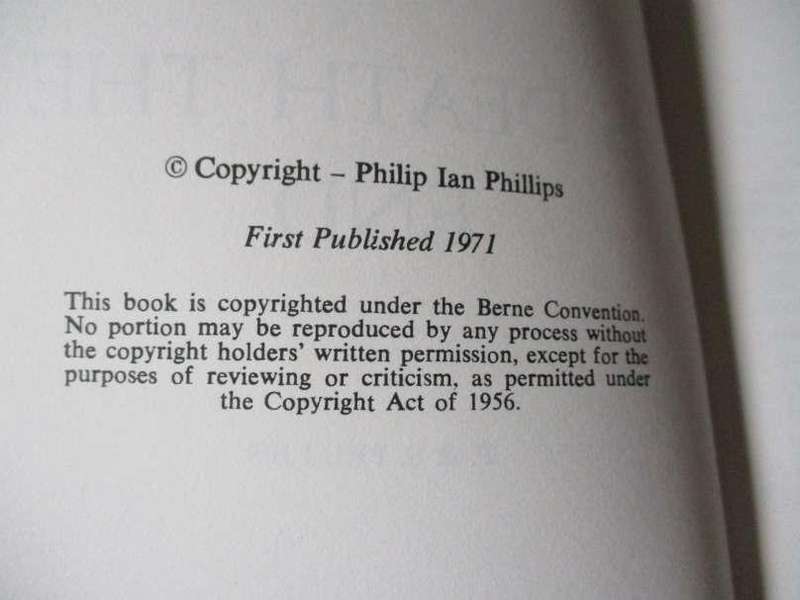 © Copyright – Philip Ian Phillips
First Published 1971
This book is copyrighted under the Berne Convention.
No portion may be reproduced by any process without
the copyright holders' written permission, except for the
purposes of reviewing or criticism, as permitted under
the Copyright Act of 1956.